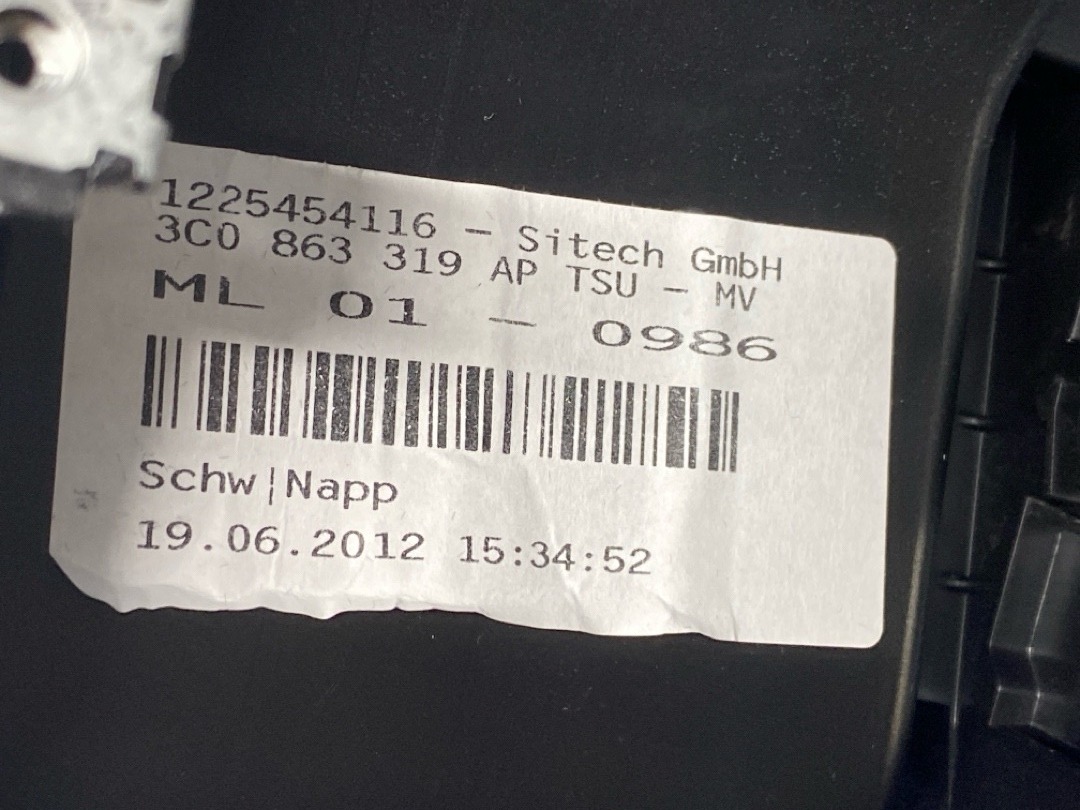 1225454116 - Sitech GmbH
3C0 863 319 AP TSU - MV
ML 01 - 0986
Schw|Napp
19.06.2012 15:34:52